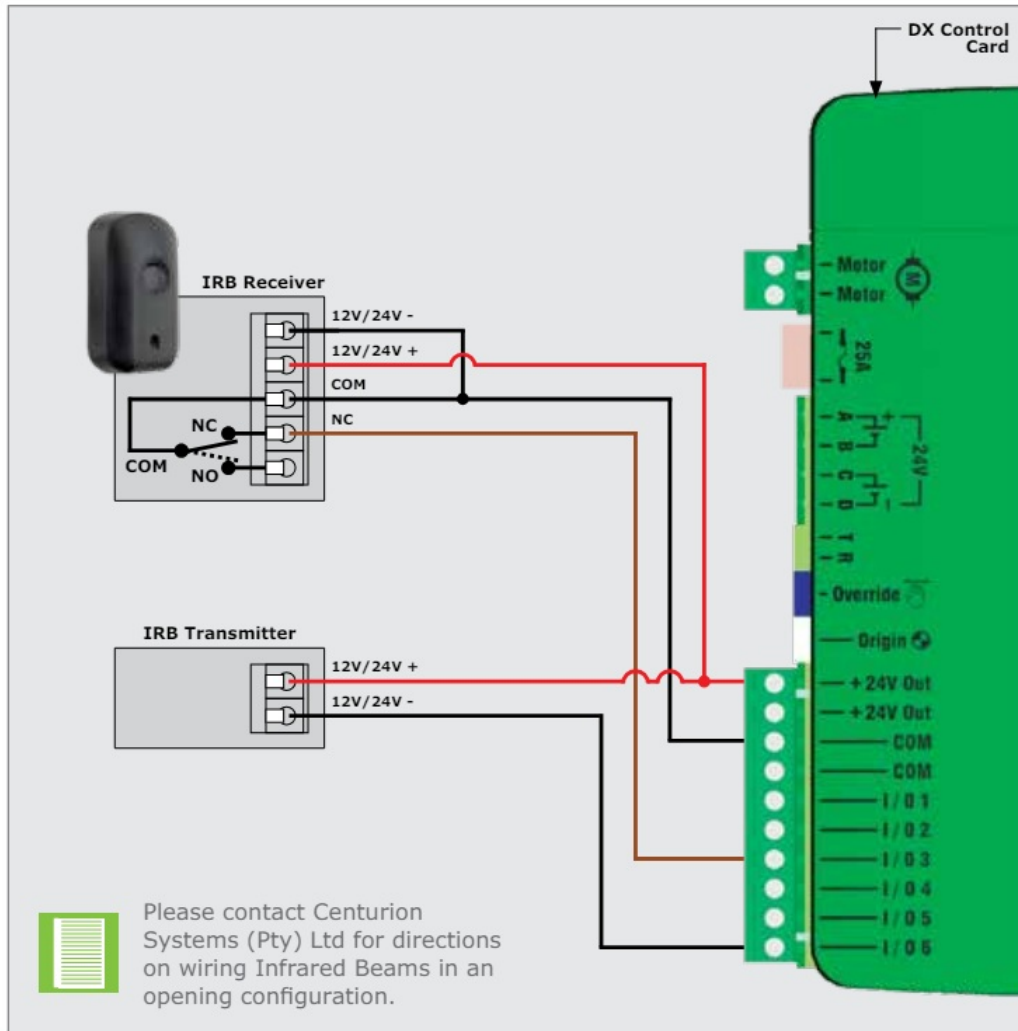 DX Control
Card
IRB Receiver
12V/24V -
12V/24V +
COM
NC
NC
COM
NO
IRB Transmitter
12V/24V +
12V/24V -
Motor
Motor
M
25A
A
B
C
D
+
-
24V
T
R
Override
Origin
+24V Out
+24V Out
COM
COM
I/O 1
I/O 2
I/O 3
I/O 4
I/O 5
I/O 6
Please contact Centurion
Systems (Pty) Ltd for directions
on wiring Infrared Beams in an
opening configuration.